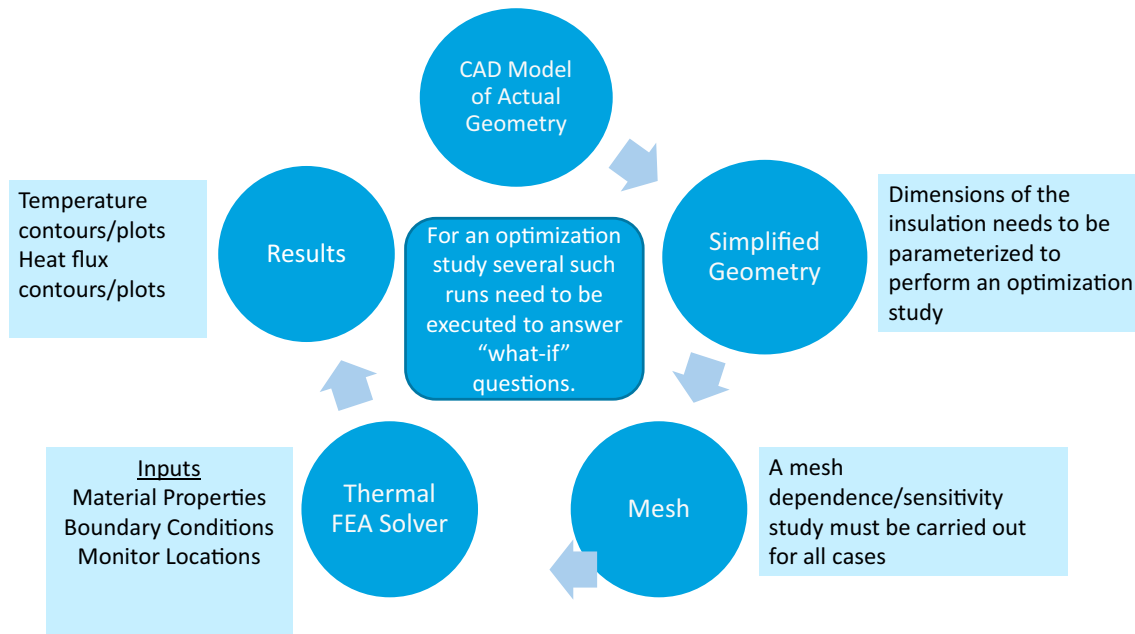 CAD Model
of Actual
Geometry
Simplified
Geometry
Dimensions of the
insulation needs to be
parameterized to
perform an optimization
study
Mesh
A mesh
dependence/sensitivity
study must be carried out
for all cases
Thermal
FEA Solver
Inputs
Material Properties
Boundary Conditions
Monitor Locations
Results
Temperature
contours/plots
Heat flux
contours/plots
For an optimization
study several such
runs need to be
executed to answer
“what-if”
questions.